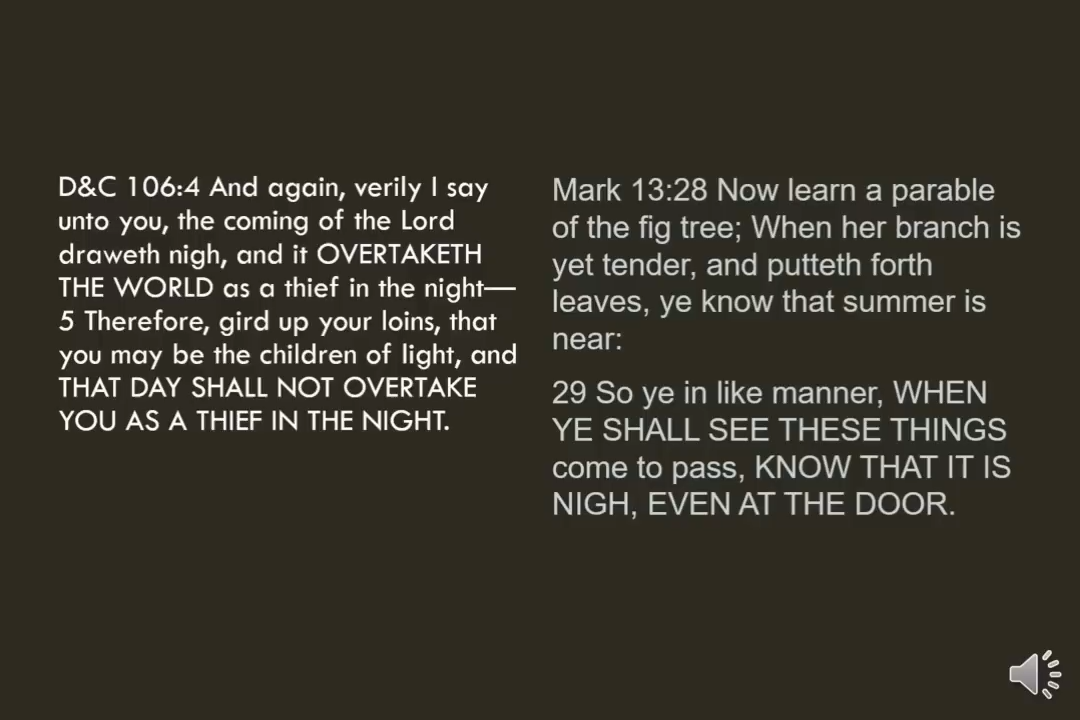 D&C 106:4 And again, verily I say
unto you, the coming of the Lord
draweth nigh, and it OVERTAKETH
THE WORLD as a thief in the night—
5 Therefore, gird up your loins, that
you may be the children of light, and
THAT DAY SHALL NOT OVERTAKE
YOU AS A THIEF IN THE NIGHT.
Mark 13:28 Now learn a parable
of the fig tree; When her branch is
yet tender, and putteth forth
leaves, ye know that summer is
near:
29 So ye in like manner, WHEN
YE SHALL SEE THESE THINGS
come to pass, KNOW THAT IT IS
NIGH, EVEN AT THE DOOR.